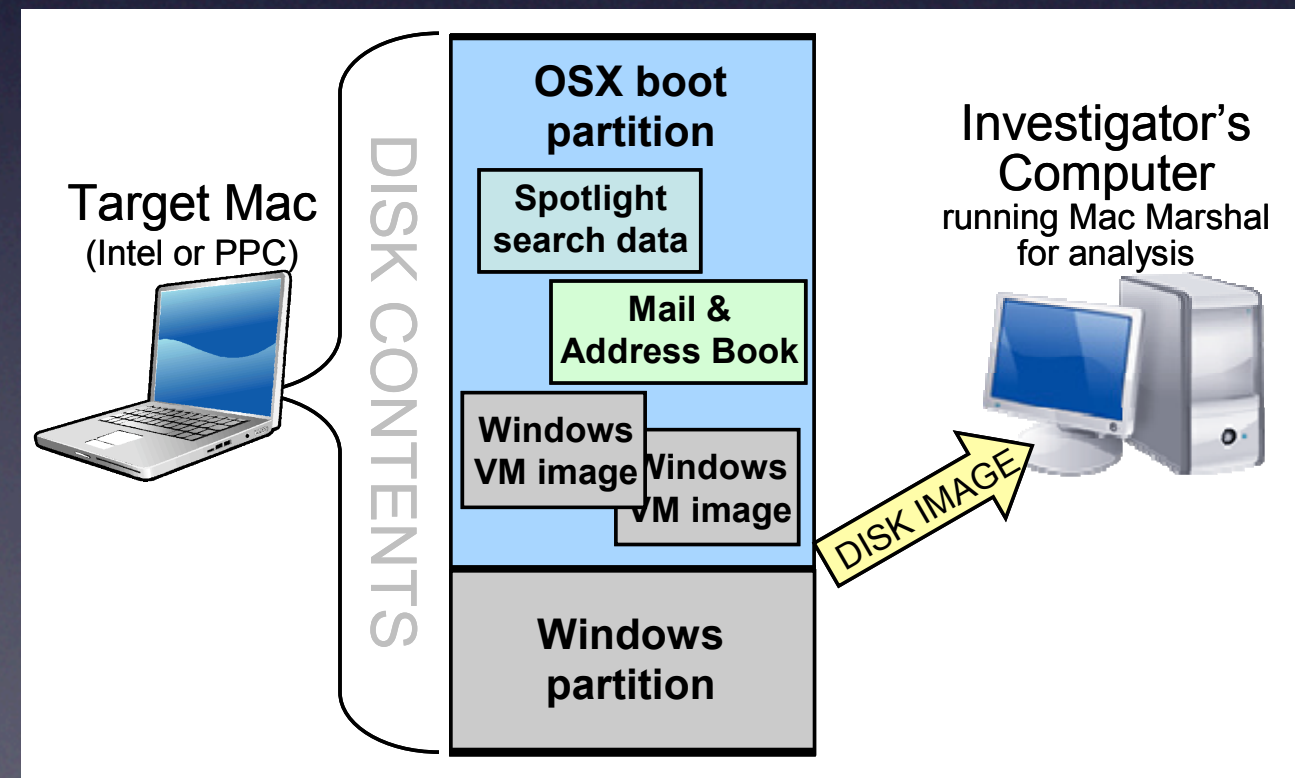 Target Mac
(Intel or PPC)
DISK CONTENTS
OSX boot
partition
Spotlight
search data
Mail &
Address Book
Windows
VM image
Windows
VM image
Windows
partition
DISK IMAGE
Investigator’s
Computer
running Mac Marshal
for analysis